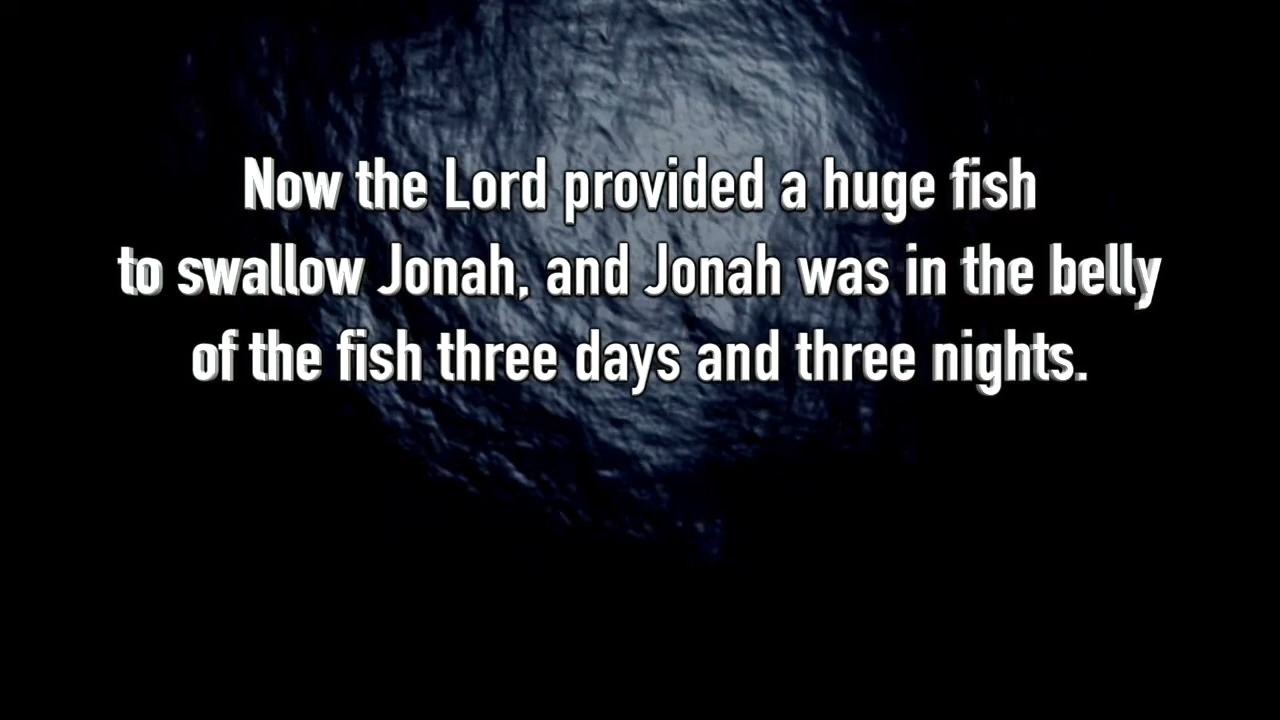 Now the Lord provided a huge fish
to swallow Jonah, and Jonah was in the belly
of the fish three days and three nights.